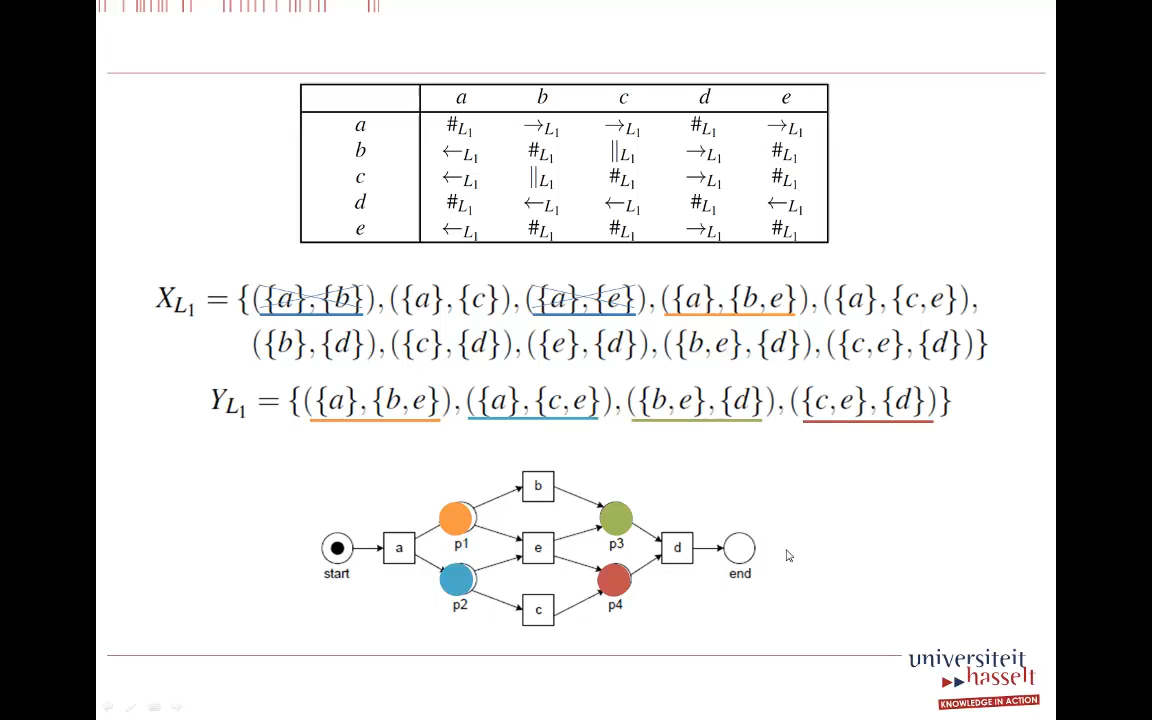 a b c d e
a #L1 →L1 →L1 #L1 →L1
b ←L1 #L1 ∥L1 →L1 #L1
c ←L1 ∥L1 #L1 →L1 #L1
d #L1 ←L1 ←L1 #L1 ←L1
e ←L1 #L1 #L1 →L1 #L1
XL1 = {({a},{b}),({a},{c}),({a},{e}),({a},{b,e}),({a},{c,e}),
({b},{d}),({c},{d}),({e},{d}),({b,e},{d}),({c,e},{d})}
YL1 = {({a},{b,e}),({a},{c,e}),({b,e},{d}),({c,e},{d})}
b
p1
p3
a
e
d
start
end
p2
p4
c
universiteit
hasselt
KNOWLEDGE IN ACTION